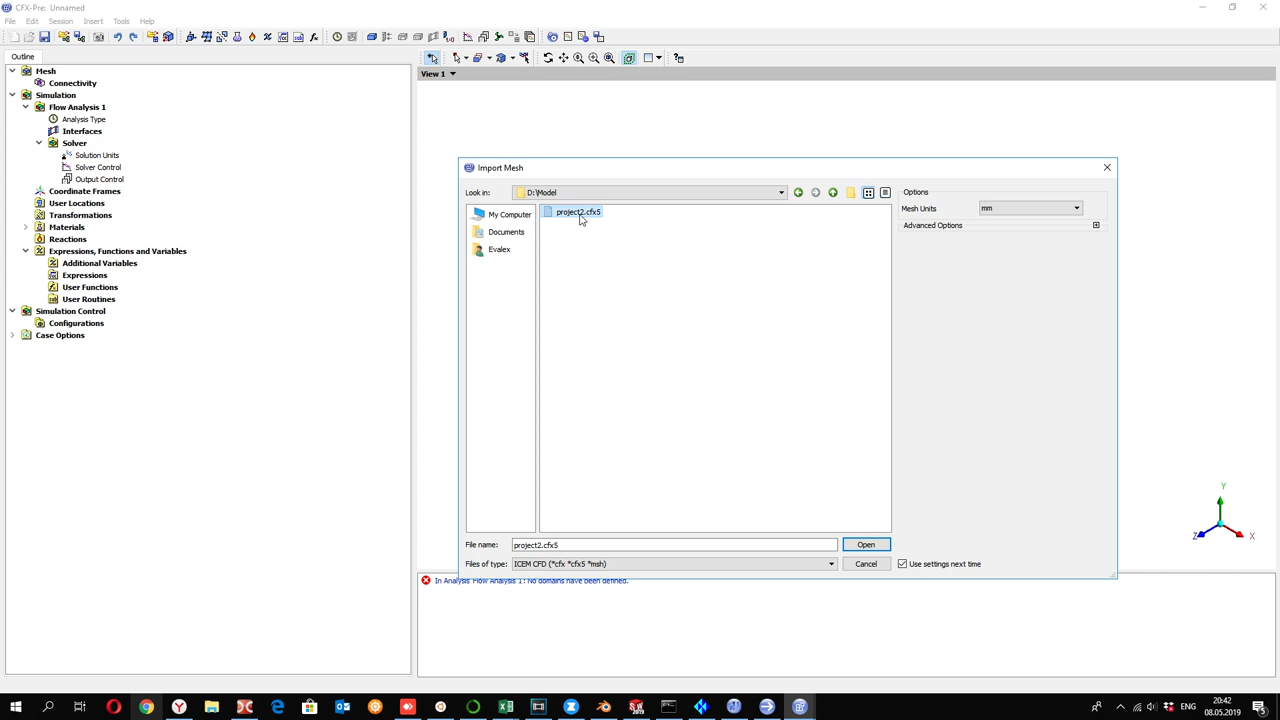 CFX-Pre: Unnamed
File Edit Session Insert Tools Help
Outline
Mesh
Connectivity
Simulation
Flow Analysis 1
Analysis Type
Interfaces
Solver
Solution Units
Solver Control
Output Control
Coordinate Frames
User Locations
Transformations
Materials
Reactions
Expressions, Functions and Variables
Additional Variables
Expressions
User Functions
User Routines
Simulation Control
Configurations
Case Options
View 1
Import Mesh
Look in: D:\Model
My Computer
Documents
Evalex
project2.cfx5
Options
Mesh Units mm
Advanced Options
File name: project2.cfx5 Open
Files of type: ICEM CFD (*cfx *cfx5 *msh) Cancel Use settings next time
In Analysis 'Flow Analysis 1': No domains have been defined.
Y
Z X
ENG 20:42
08.05.2019